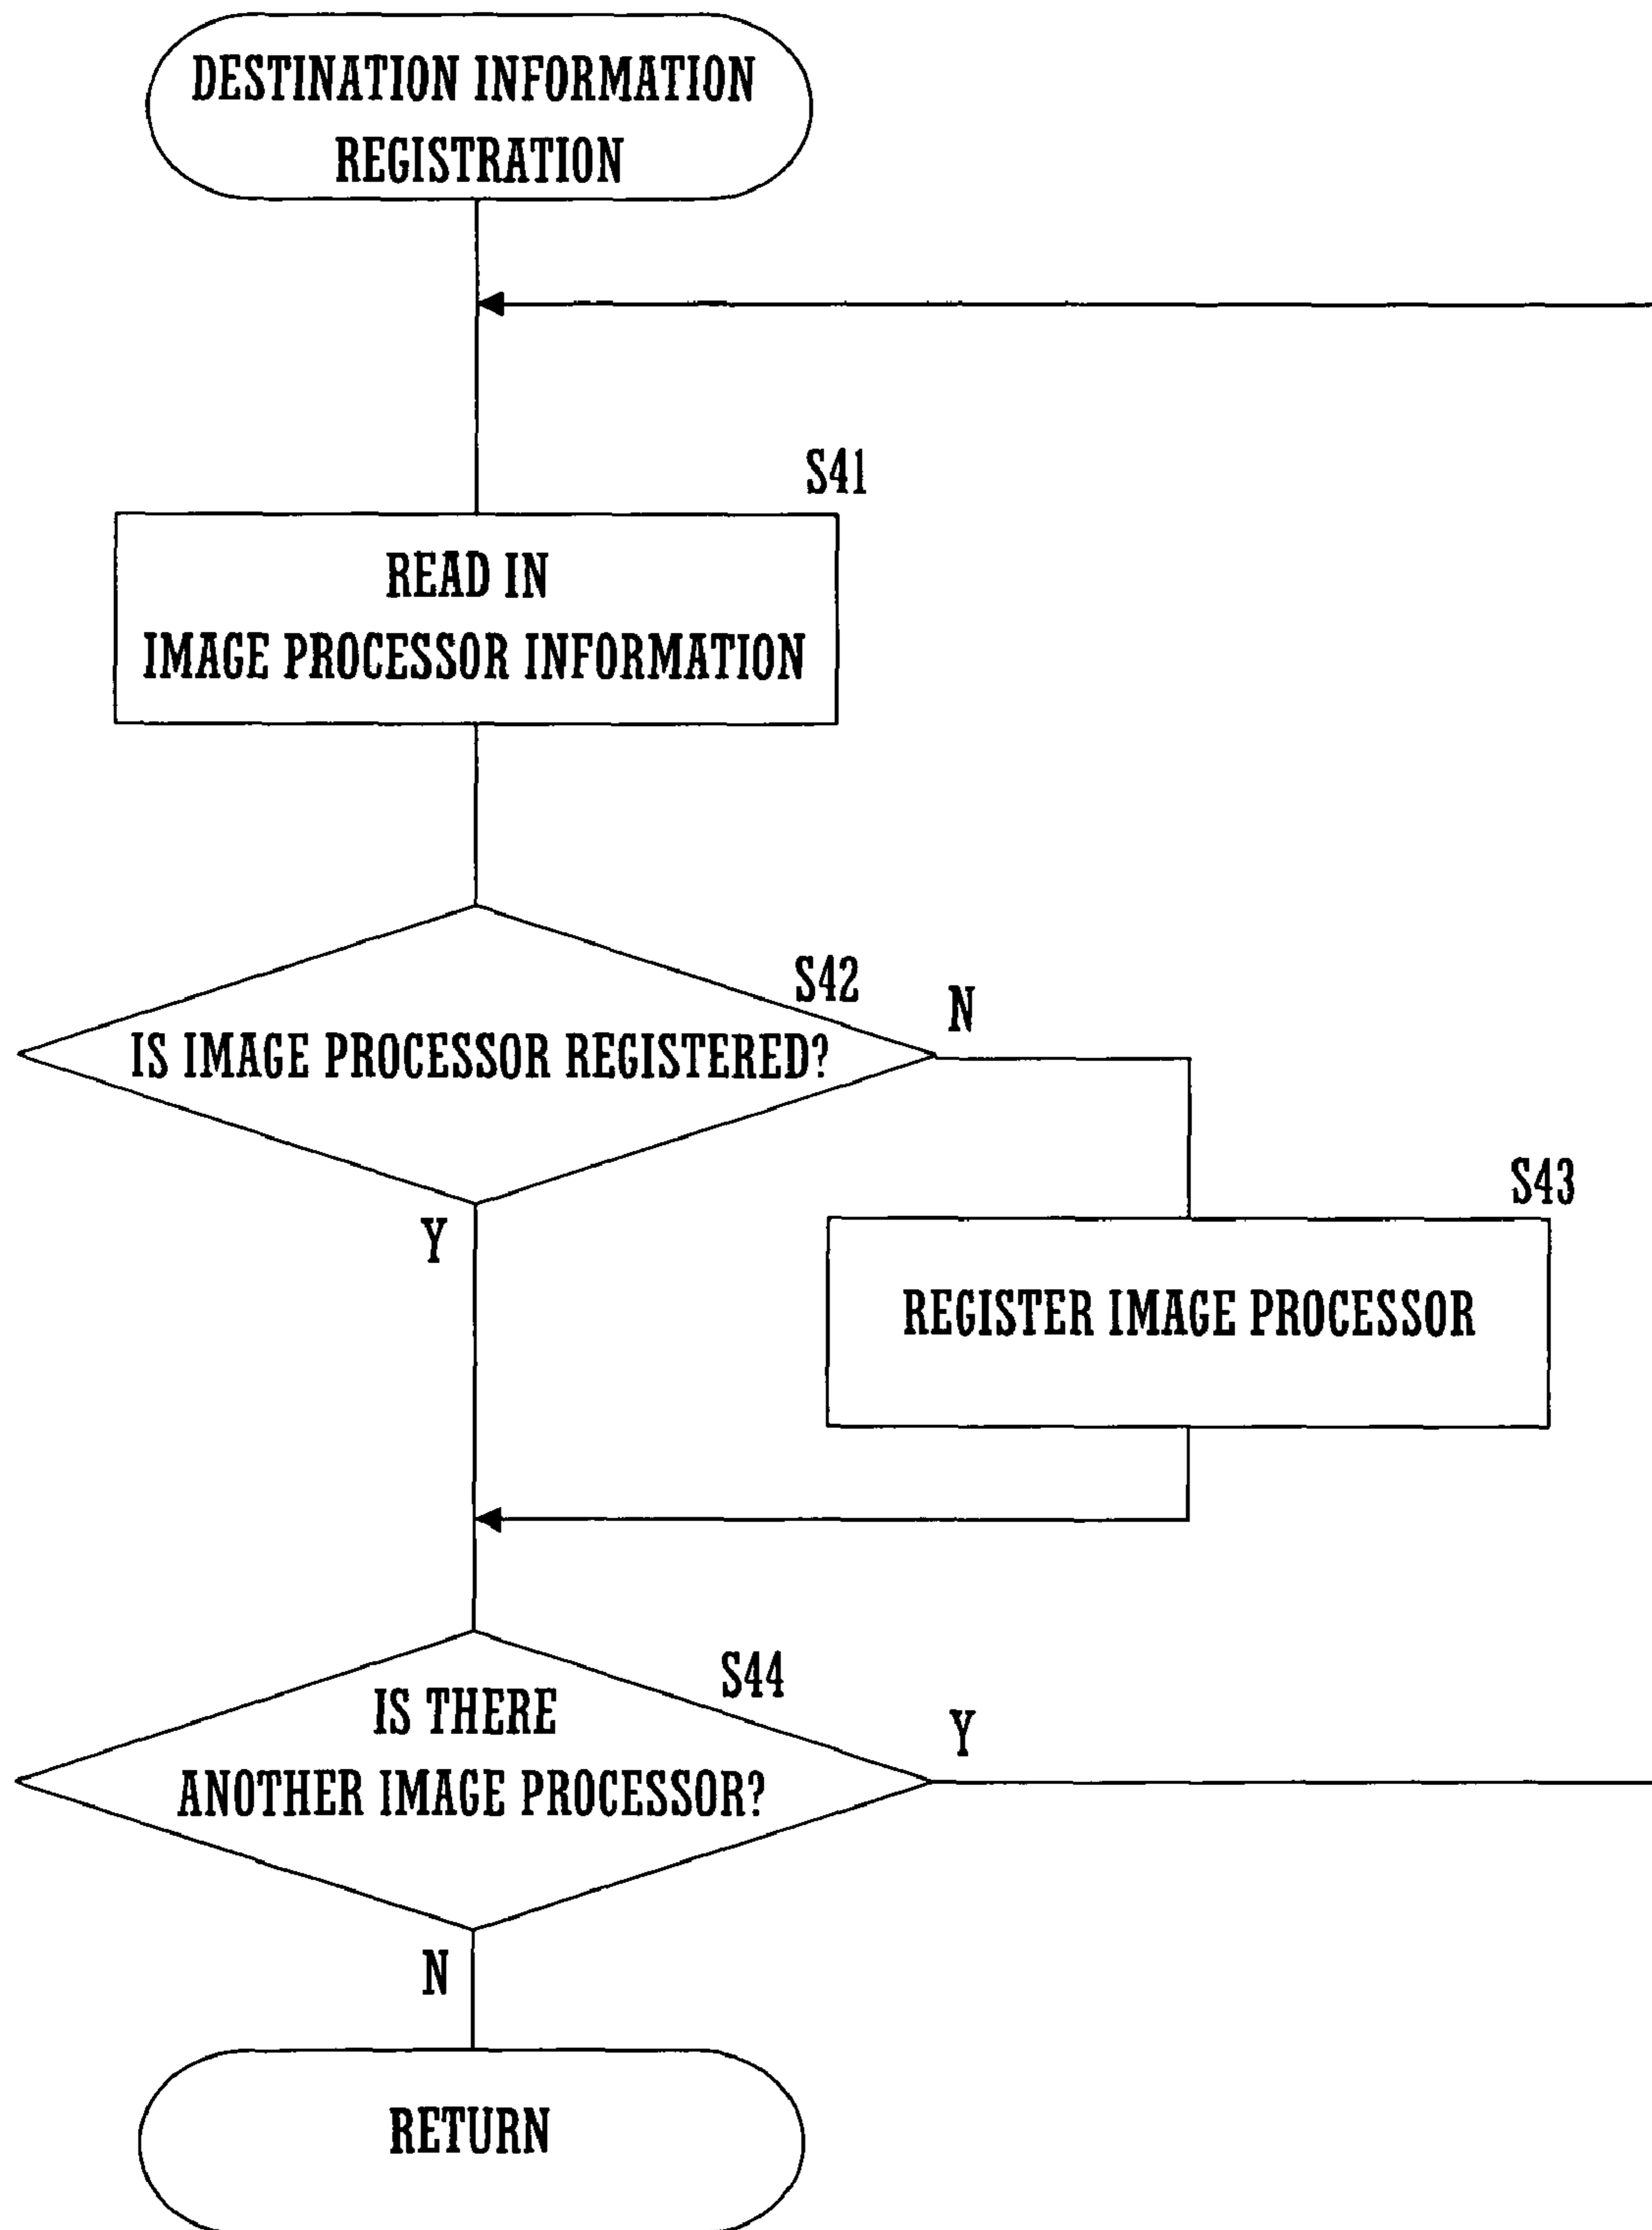 DESTINATION INFORMATION
REGISTRATION
S41
READ IN
IMAGE PROCESSOR INFORMATION
S42
N
IS IMAGE PROCESSOR REGISTERED?
Y
S43
REGISTER IMAGE PROCESSOR
S44
IS THERE
Y
ANOTHER IMAGE PROCESSOR?
N
RETURN